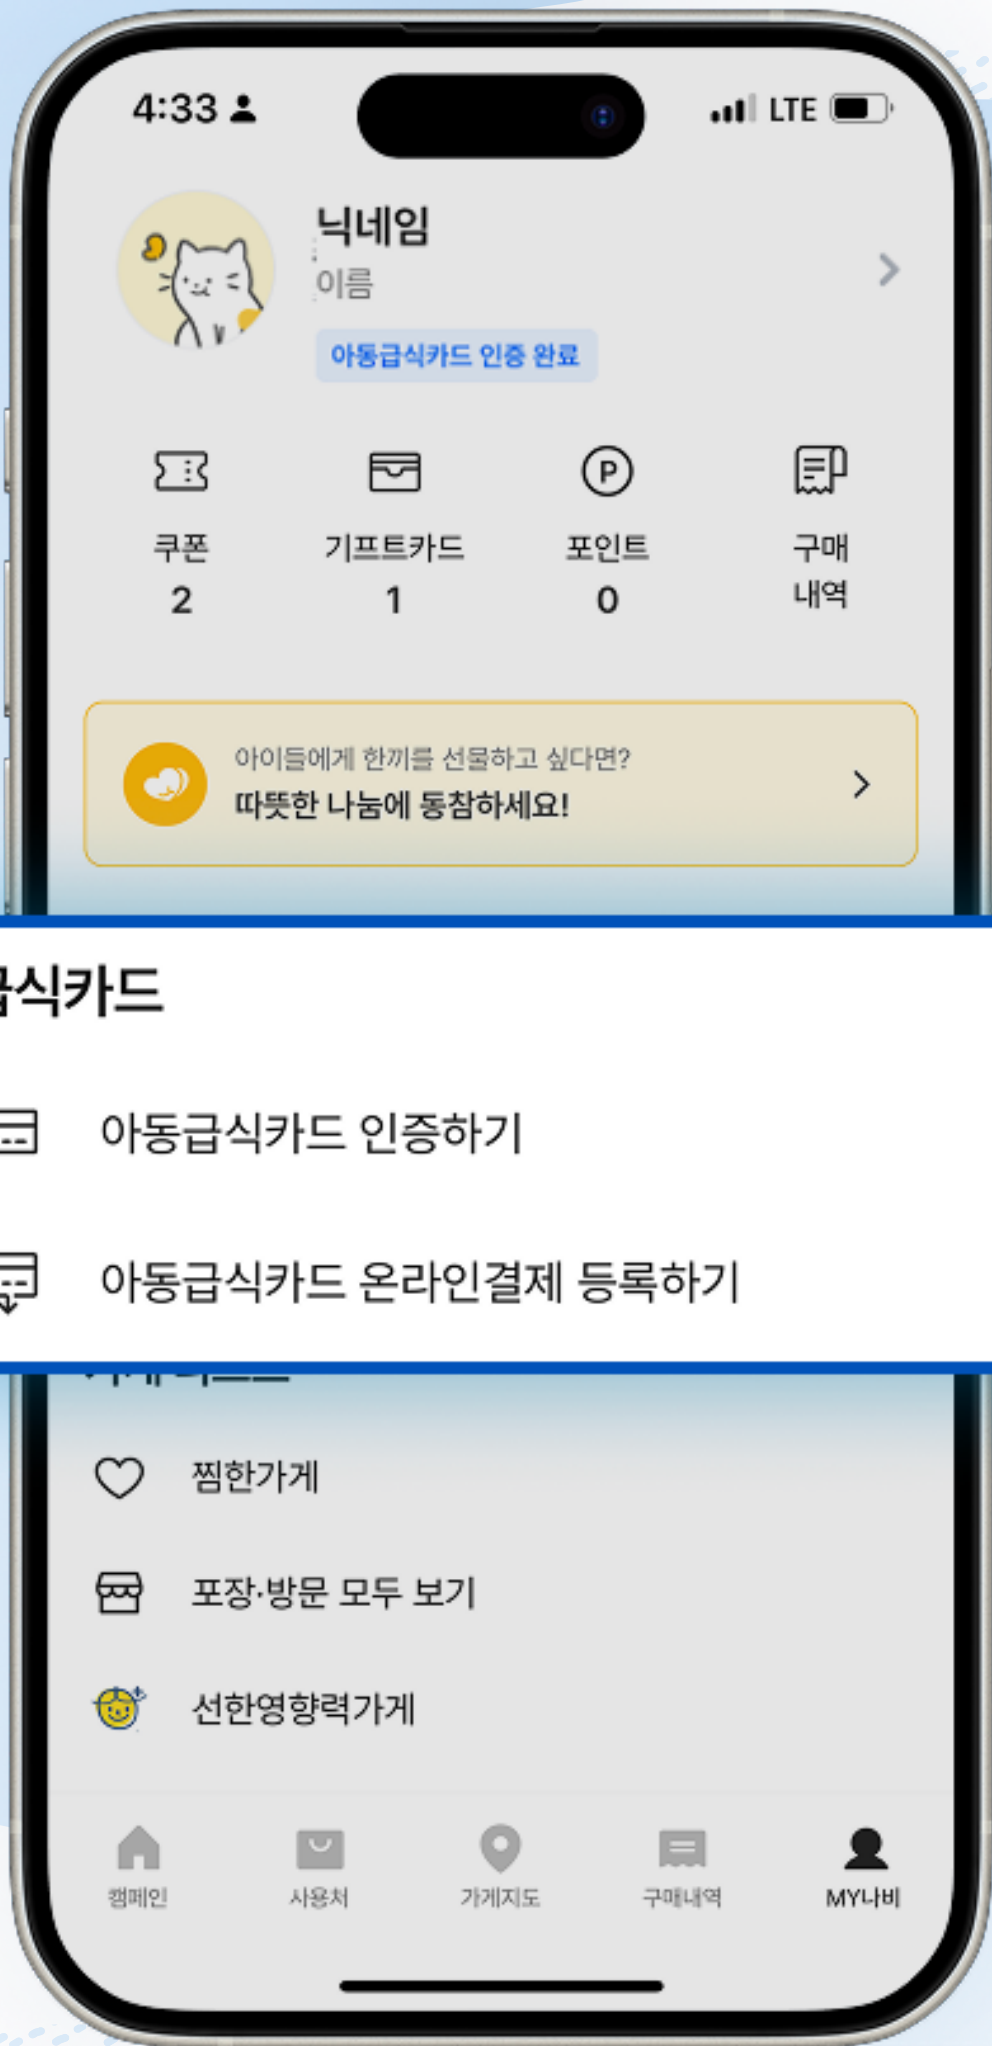 4:33
LTE
닉네임
이름
아동급식카드 인증 완료
쿠폰
2
기프트카드
1
포인트
0
구매
내역
아이들에게 한끼를 선물하고 싶다면?
따뜻한 나눔에 동참하세요!
급식카드
아동급식카드 인증하기
아동급식카드 온라인결제 등록하기
찜한가게
포장·방문 모두 보기
선한영향력가게
캠페인
사용처
가게지도
구매내역
MY나비